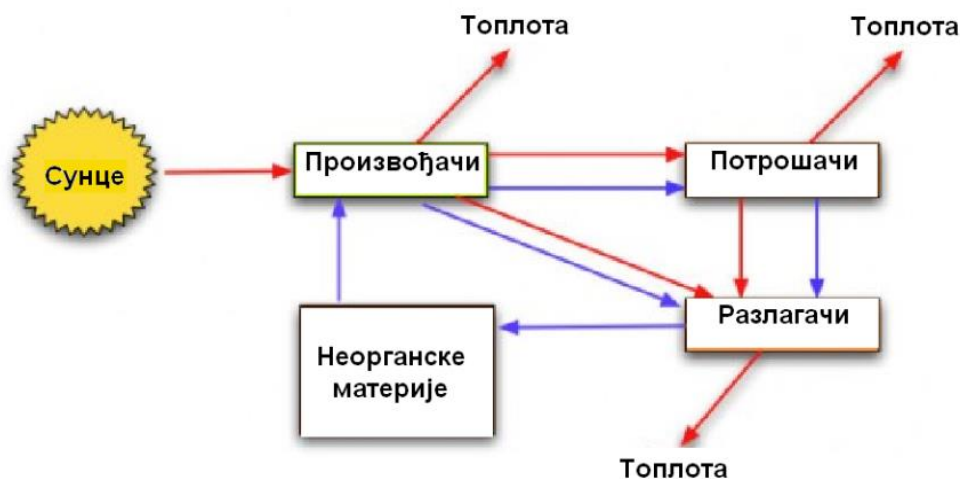 Топлота
Топлота
Сунце
Произвођачи
Потрошачи
Неорганске
материје
Разлагачи
Топлота